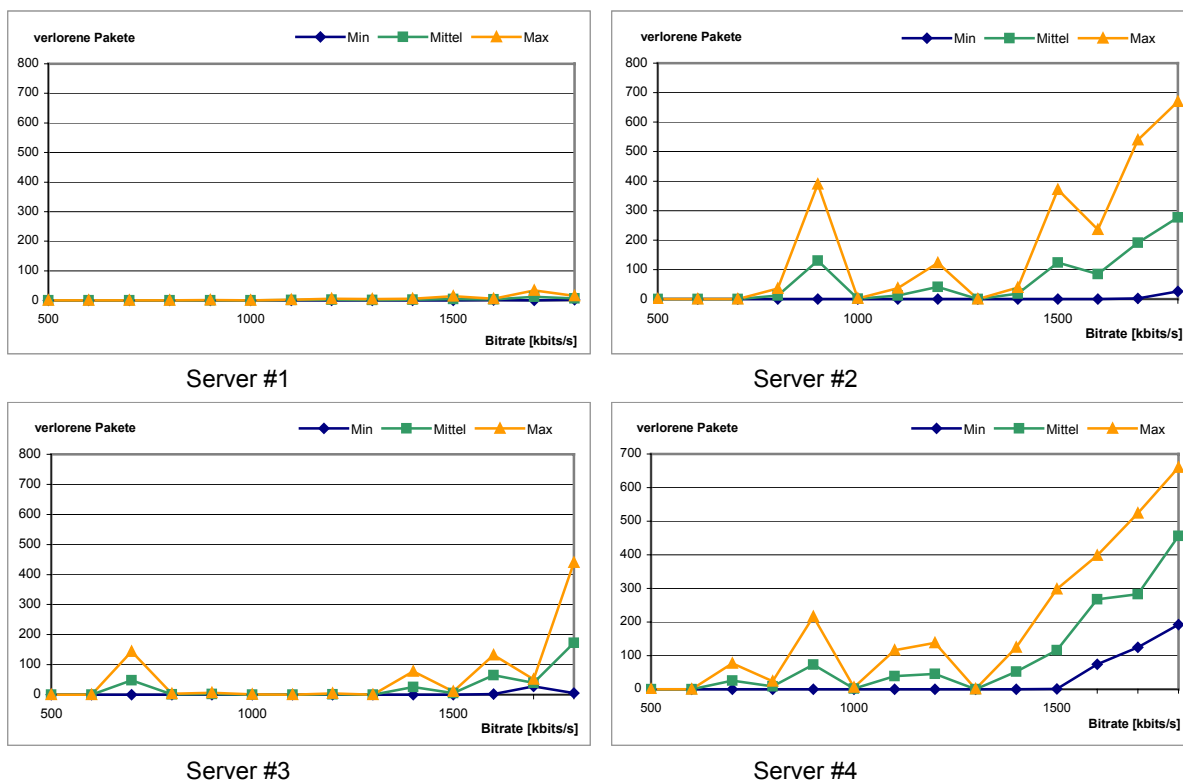 verlorene Pakete
Min Mittel Max
800
700
600
500
400
300
200
100
0
500 1000 1500
Bitrate [kbits/s]
Server #1
verlorene Pakete
Min Mittel Max
800
700
600
500
400
300
200
100
0
500 1000 1500
Bitrate [kbits/s]
Server #2
verlorene Pakete
Min Mittel Max
800
700
600
500
400
300
200
100
0
500 1000 1500
Bitrate [kbits/s]
Server #3
verlorene Pakete
Min Mittel Max
700
600
500
400
300
200
100
0
500 1000 1500
Bitrate [kbits/s]
Server #4